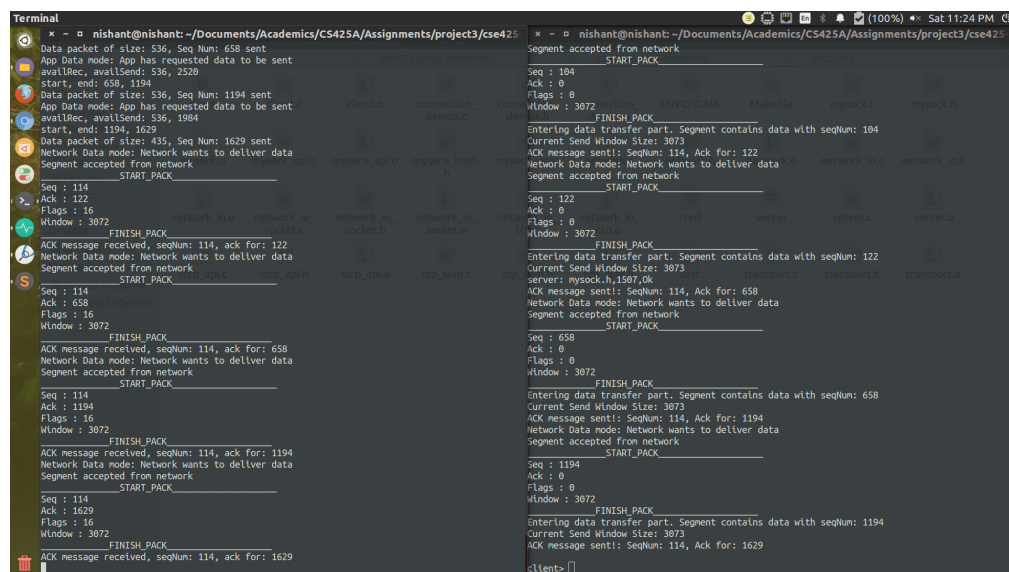 Terminal
(100%)
Sat 11:24 PM
nishant@nishant: ~/Documents/Academics/CS425A/Assignments/project3/cse425-
Data packet of size: 536, Seq Num: 658 sent
App Data mode: App has requested data to be sent
availRec, availSend: 536, 2520
start, end: 658, 1194
Data packet of size: 536, Seq Num: 1194 sent
App Data mode: App has requested data to be sent
availRec, availSend: 536, 1984
start, end: 1194, 1629
Data packet of size: 435, Seq Num: 1629 sent
Network Data mode: Network wants to deliver data
Segment accepted from network
_____________START_PACK_________________
Seq : 114
Ack : 122
Flags : 16
Window : 3072
___________FINISH_PACK_________________
ACK message received, seqNum: 114, ack for: 122
Network Data mode: Network wants to deliver data
Segment accepted from network
_____________START_PACK_________________
Seq : 114
Ack : 658
Flags : 16
Window : 3072
___________FINISH_PACK_________________
ACK message received, seqNum: 114, ack for: 658
Network Data mode: Network wants to deliver data
Segment accepted from network
_____________START_PACK_________________
Seq : 114
Ack : 1194
Flags : 16
Window : 3072
___________FINISH_PACK_________________
ACK message received, seqNum: 114, ack for: 1194
Network Data mode: Network wants to deliver data
Segment accepted from network
_____________START_PACK_________________
Seq : 114
Ack : 1629
Flags : 16
Window : 3072
___________FINISH_PACK_________________
ACK message received, seqNum: 114, ack for: 1629
nishant@nishant: ~/Documents/Academics/CS425A/Assignments/project3/cse425-
Segment accepted from network
_____________START_PACK_________________
Seq : 104
Ack : 0
Flags : 0
Window : 3072
___________FINISH_PACK_________________
Entering data transfer part. Segment contains data with seqNum: 104
Current Send Window Size: 3073
ACK message sent!: SeqNum: 114, Ack for: 122
Network Data mode: Network wants to deliver data
Segment accepted from network
_____________START_PACK_________________
Seq : 122
Ack : 0
Flags : 0
Window : 3072
___________FINISH_PACK_________________
Entering data transfer part. Segment contains data with seqNum: 122
Current Send Window Size: 3073
server: mysock.h,1507,Ok
ACK message sent!: SeqNum: 114, Ack for: 658
Network Data mode: Network wants to deliver data
Segment accepted from network
_____________START_PACK_________________
Seq : 658
Ack : 0
Flags : 0
Window : 3072
___________FINISH_PACK_________________
Entering data transfer part. Segment contains data with seqNum: 658
Current Send Window Size: 3073
ACK message sent!: SeqNum: 114, Ack for: 1194
Network Data mode: Network wants to deliver data
Segment accepted from network
_____________START_PACK_________________
Seq : 1194
Ack : 0
Flags : 0
Window : 3072
___________FINISH_PACK_________________
Entering data transfer part. Segment contains data with seqNum: 1194
Current Send Window Size: 3073
ACK message sent!: SeqNum: 114, Ack for: 1629
client>